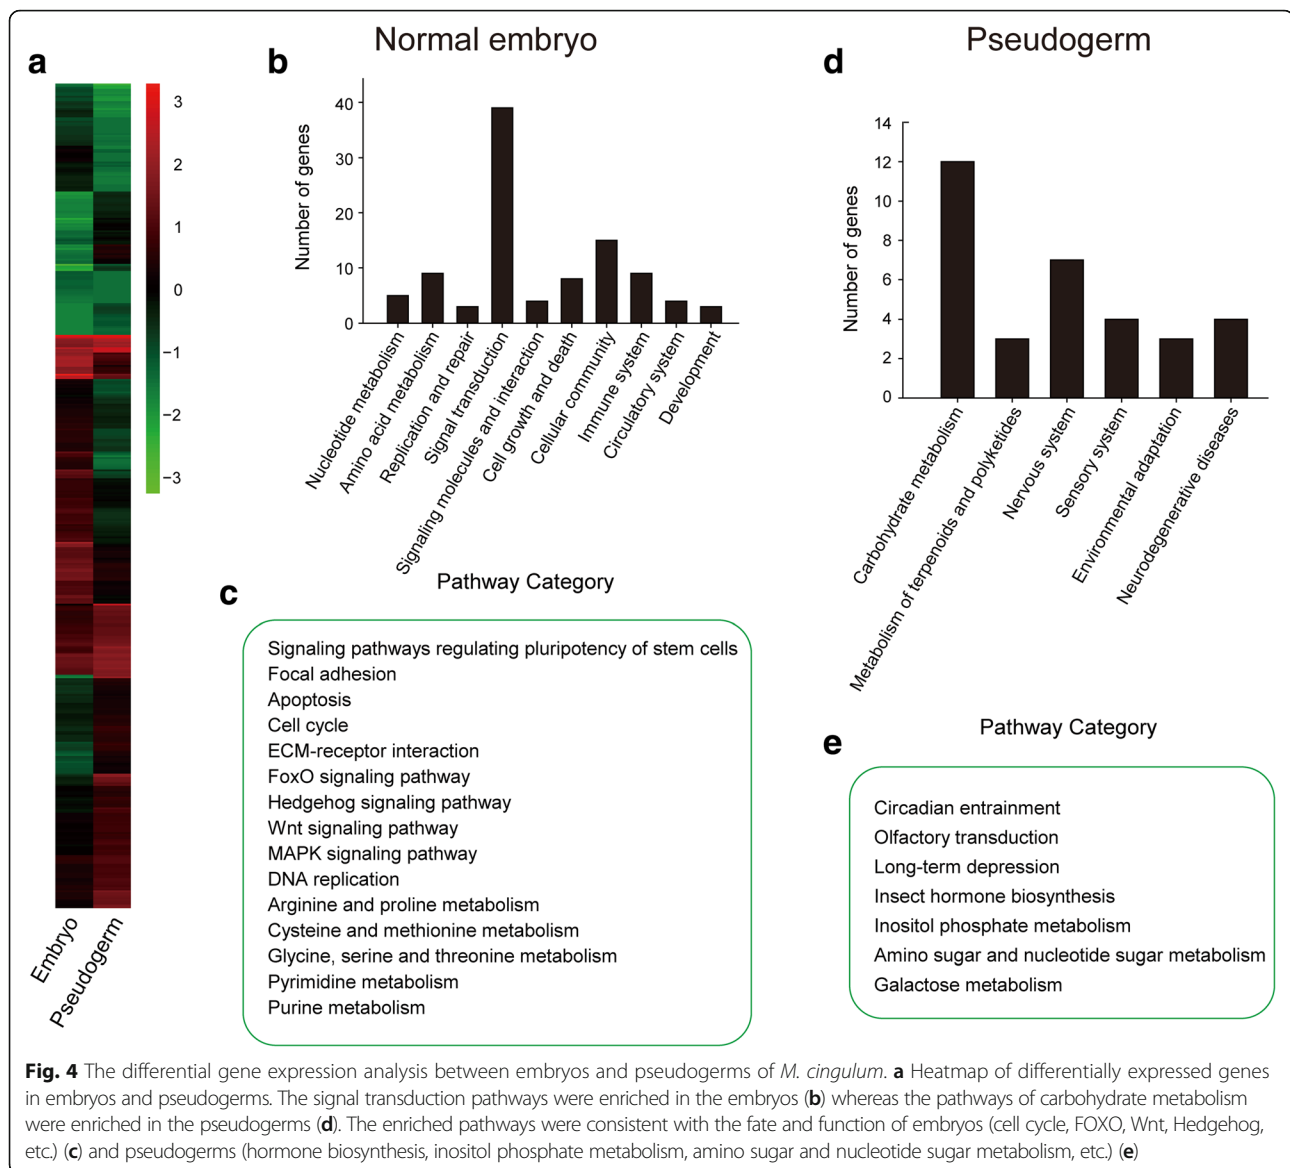 Normal embryo
Pseudogerm
a
3
2
1
0
−1
−2
−3
Embryo
Pseudogerm
b
Number of genes
40
30
20
10
0
Nucleotide metabolism
Amino acid metabolism
Replication and repair
Signal transduction
Signaling molecules and interaction
Cell growth and death
Cellular community
Immune system
Circulatory system
Development
Pathway Category
c
Signaling pathways regulating pluripotency of stem cells
Focal adhesion
Apoptosis
Cell cycle
ECM-receptor interaction
FoxO signaling pathway
Hedgehog signaling pathway
Wnt signaling pathway
MAPK signaling pathway
DNA replication
Arginine and proline metabolism
Cysteine and methionine metabolism
Glycine, serine and threonine metabolism
Pyrimidine metabolism
Purine metabolism
d
Number of genes
14
12
10
8
6
4
2
0
Carbohydrate metabolism
Metabolism of terpenoids and polyketides
Nervous system
Sensory system
Environmental adaptation
Neurodegenerative diseases
Pathway Category
e
Circadian entrainment
Olfactory transduction
Long-term depression
Insect hormone biosynthesis
Inositol phosphate metabolism
Amino sugar and nucleotide sugar metabolism
Galactose metabolism
Fig. 4 The differential gene expression analysis between embryos and pseudogerms of M. cingulum. a Heatmap of differentially expressed genes
in embryos and pseudogerms. The signal transduction pathways were enriched in the embryos (b) whereas the pathways of carbohydrate metabolism
were enriched in the pseudogerms (d). The enriched pathways were consistent with the fate and function of embryos (cell cycle, FOXO, Wnt, Hedgehog,
etc.) (c) and pseudogerms (hormone biosynthesis, inositol phosphate metabolism, amino sugar and nucleotide sugar metabolism, etc.) (e)